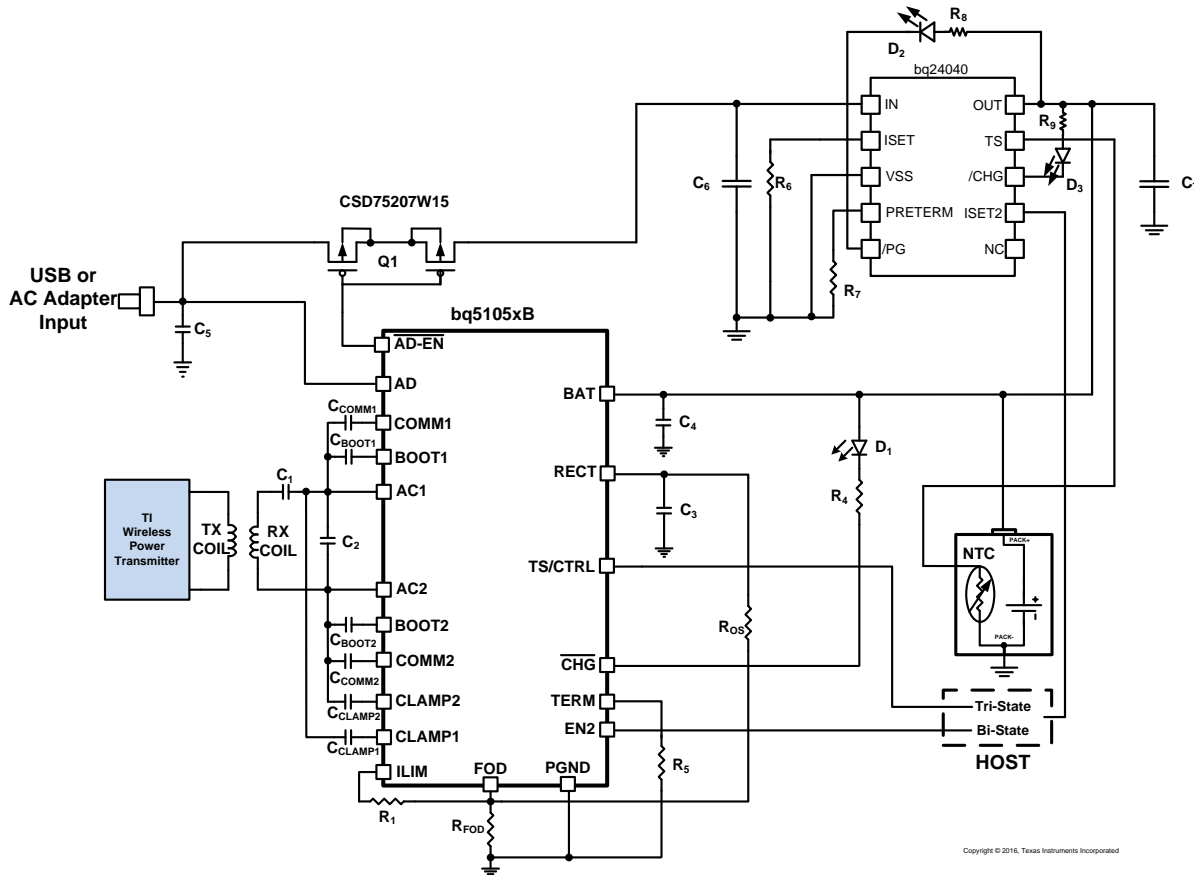 R8
D2
bq24040
IN
OUT
R9
ISET
TS
C6
R6
VSS
/CHG
D3
PRETERM
ISET2
/PG
NC
R7
CSD75207W15
Q1
USB or
AC Adapter
Input
C5
bq5105xB
AD-EN
AD
BAT
CCOMM1
COMM1
C4
CBOOT1
BOOT1
D1
C1
RECT
AC1
R4
C3
TI
Wireless
Power
Transmitter
TX
COIL
RX
COIL
C2
PACK+
NTC
TS/CTRL
AC2
ROS
BOOT2
CBOOT2
PACK-
COMM2
CCOMM2
CHG
CLAMP2
CCLAMP2
TERM
Tri-State
EN2
Bi-State
CLAMP1
CCLAMP1
HOST
ILIM
FOD
PGND
R5
R1
RFOD
+
Copyright © 2016, Texas Instruments Incorporated